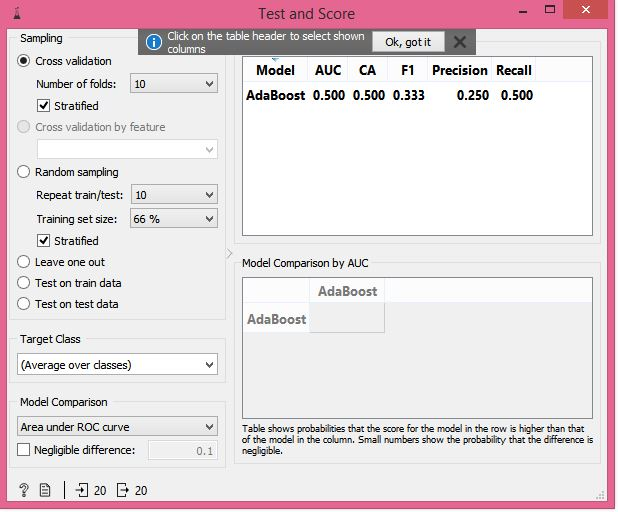 Test and Score
Sampling
Click on the table header to select shown
columns
Ok, got it
Cross validation
Number of folds: 10
Stratified
Cross validation by feature
Random sampling
Repeat train/test: 10
Training set size: 66 %
Stratified
Leave one out
Test on train data
Test on test data
Target Class
(Average over classes)
Model Comparison
Area under ROC curve
Negligible difference: 0.1
20 20
Model AUC CA F1 Precision Recall
AdaBoost 0.500 0.500 0.333 0.250 0.500
Model Comparison by AUC
AdaBoost
AdaBoost
Table shows probabilities that the score for the model in the row is higher than that
of the model in the column. Small numbers show the probability that the difference is
negligible.